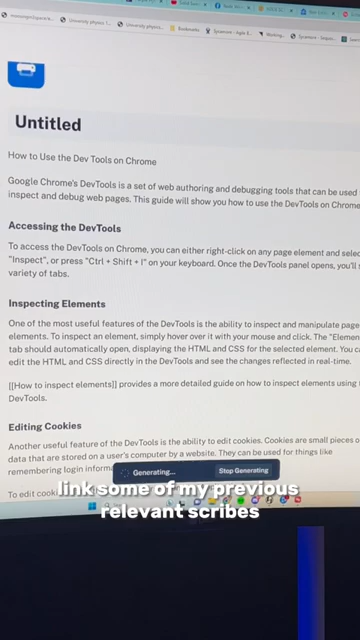 University physics 1...
University physics...
Bookmarks
Working...
Untitled
How to Use the Dev Tools on Chrome
Google Chrome's DevTools is a set of web authoring and debugging tools that can be used
inspect and debug web pages. This guide will show you how to use the DevTools on Chrome
Accessing the DevTools
To access the DevTools on Chrome, you can either right-click on any page element and selec
"Inspect", or press "Ctrl + Shift + I" on your keyboard. Once the DevTools panel opens, you'll s
variety of tabs.
Inspecting Elements
One of the most useful features of the DevTools is the ability to inspect and manipulate page
elements. To inspect an element, simply hover over it with your mouse and click. The "Elemen
tab should automatically open, displaying the HTML and CSS for the selected element. You ca
edit the HTML and CSS directly in the DevTools and see the changes reflected in real-time.
[[How to inspect elements]] provides a more detailed guide on how to inspect elements using
DevTools.
Editing Cookies
Another useful feature of the DevTools is the ability to edit cookies. Cookies are small pieces o
data that are stored on a user's computer by a website. They can be used for things like
remembering login informa
Generating...
Stop Generating
To edit cook
link some of my previous
relevant scribes